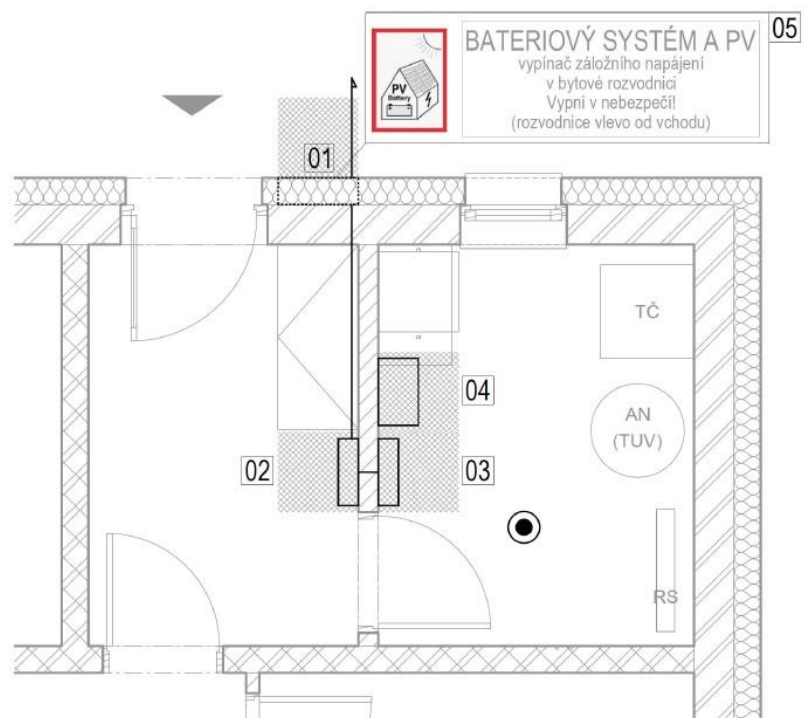 05
BATERIOVÝ SYSTÉM A PV
vypínač záložního napájení
v bytové rozvodnici
Vypni v nebezpečí!
(rozvodnice vlevo od vchodu)
PV
Battery
01
TČ
04
AN
(TUV)
02
03
RS